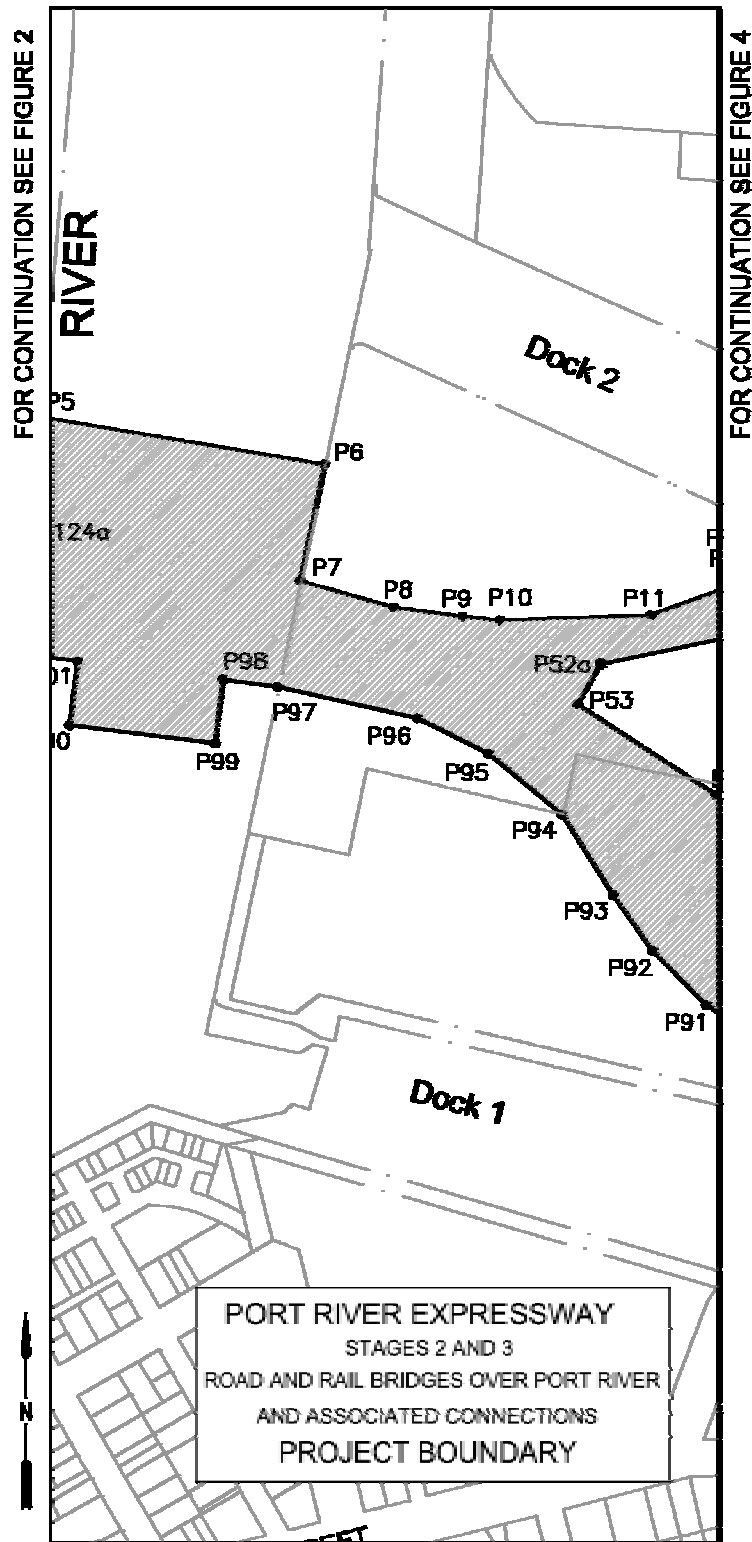 FOR CONTINUATION SEE FIGURE 2
FOR CONTINUATION SEE FIGURE 4
RIVER
Dock 2
P5
P6
124a
P7
P8
P9
P10
P11
P52a
P98
P53
P97
P96
P99
P95
P94
P93
P92
P91
Dock 1
PORT RIVER EXPRESSWAY
STAGES 2 AND 3
ROAD AND RAIL BRIDGES OVER PORT RIVER
AND ASSOCIATED CONNECTIONS
PROJECT BOUNDARY
N